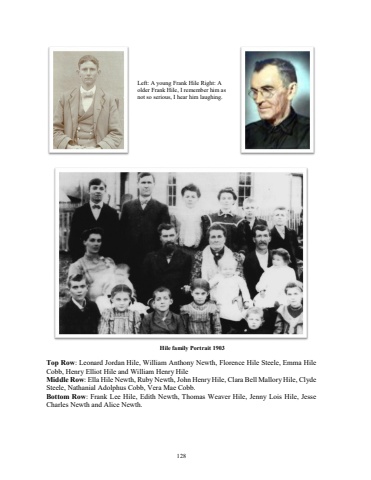 Left: A young Frank Hile Right: A
older Frank Hile, I remember him as
not so serious, I hear him laughing.
Hile family Portrait 1903
Top Row: Leonard Jordan Hile, William Anthony Newth, Florence Hile Steele, Emma Hile
Cobb, Henry Elliot Hile and William Henry Hile
Middle Row: Ella Hile Newth, Ruby Newth, John Henry Hile, Clara Bell Mallory Hile, Clyde
Steele, Nathanial Adolphus Cobb, Vera Mae Cobb.
Bottom Row: Frank Lee Hile, Edith Newth, Thomas Weaver Hile, Jenny Lois Hile, Jesse
Charles Newth and Alice Newth.
128